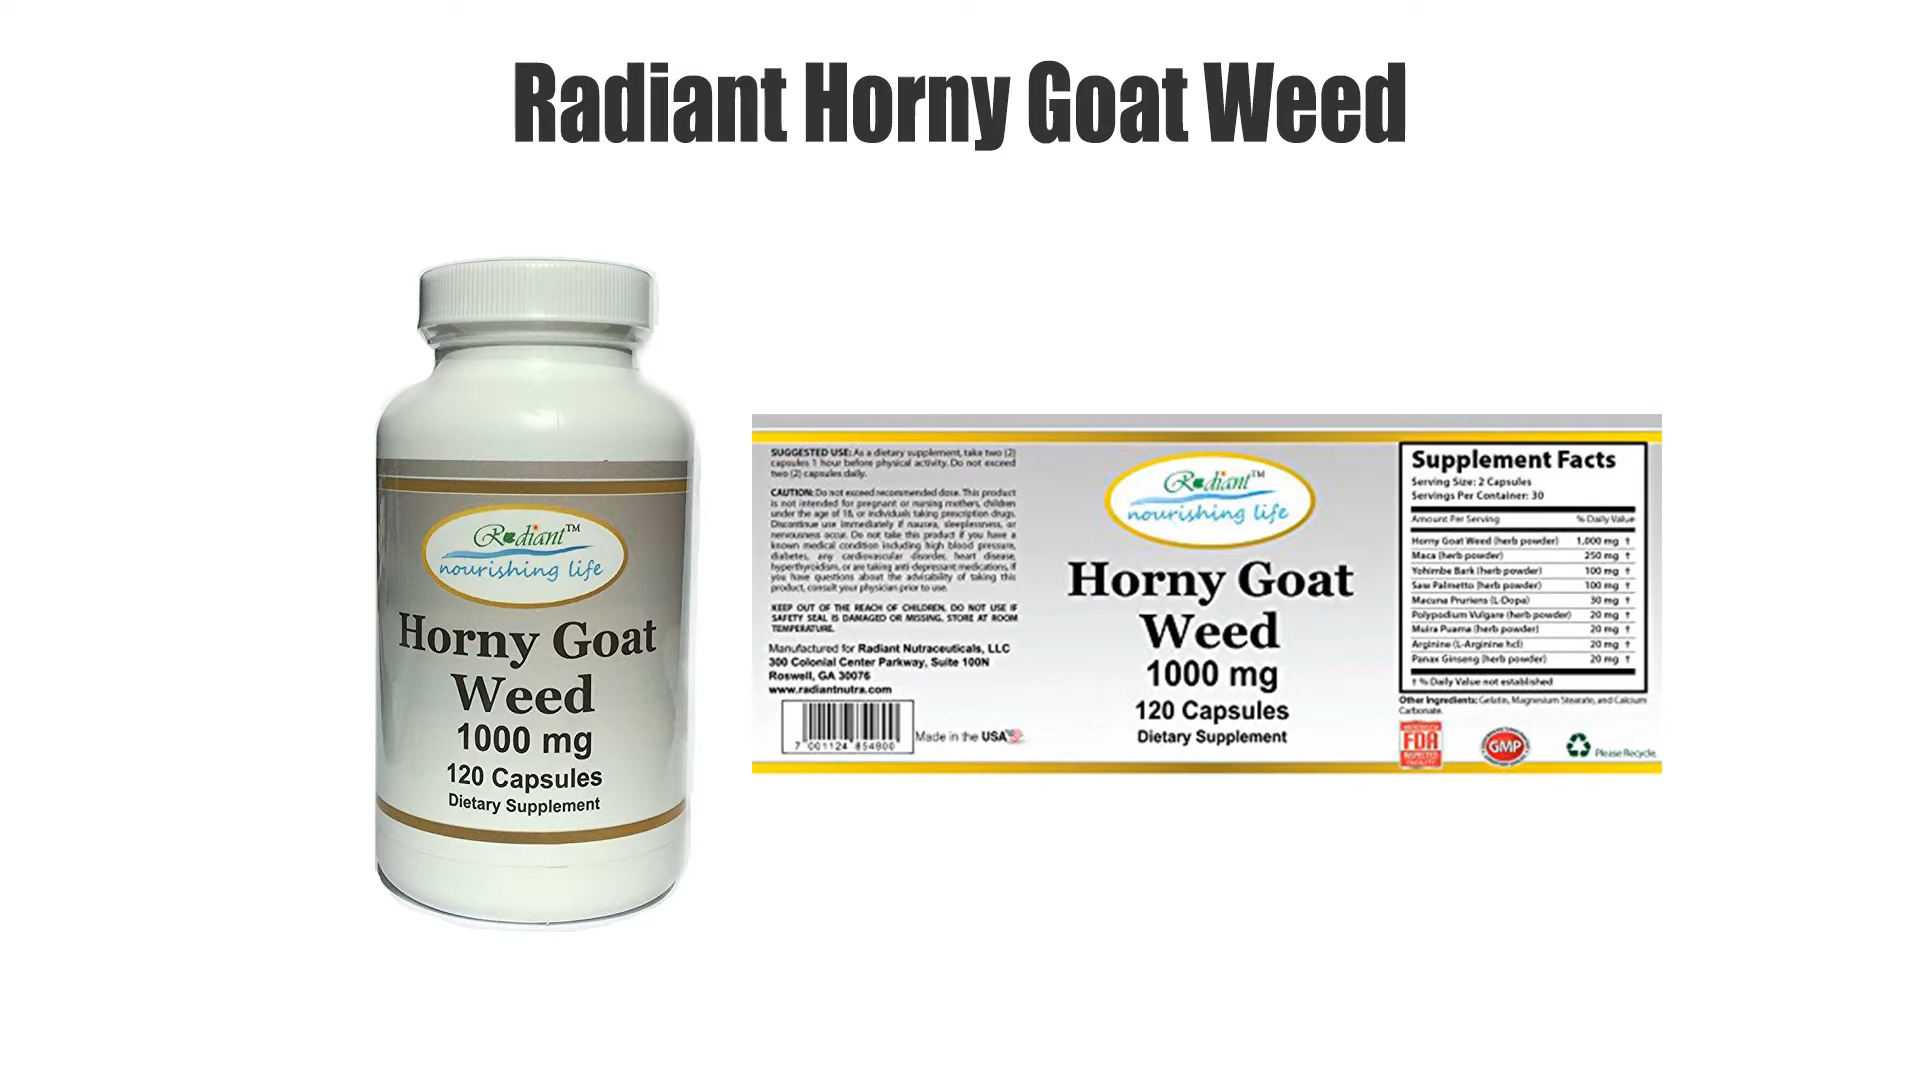 Radiant Horny Goat Weed
Radiant™
nourishing life
Horny Goat
Weed
1000 mg
120 Capsules
Dietary Supplement
SUGGESTED USE: As a dietary supplement, take two (2)
capsules 1 hour before physical activity. Do not exceed
two (2) capsules daily.
CAUTION: Do not exceed recommended dose. This product
is not intended for pregnant or nursing mothers, children
under the age of 18, or individuals taking prescription drugs.
Discontinue use immediately if nausea, sleeplessness, or
nervousness occur. Do not take this product if you have a
known medical condition including high blood pressure,
diabetes, any cardiovascular disorder, heart disease,
hyperthyroidism, or are taking anti-depressant medications. If
you have questions about the advisability of taking this
product, consult your physician prior to use.
KEEP OUT OF THE REACH OF CHILDREN. DO NOT USE IF
SAFETY SEAL IS DAMAGED OR MISSING. STORE AT ROOM
TEMPERATURE.
Manufactured for Radiant Nutraceuticals, LLC
300 Colonial Center Parkway, Suite 100N
Roswell, GA 30076
www.radiantnutra.com
7 001124 854800
Made in the USA
Radiant™
nourishing life
Horny Goat
Weed
1000 mg
120 Capsules
Dietary Supplement
Supplement Facts
Serving Size: 2 Capsules
Servings Per Container: 30
Amount Per Serving % Daily Value
Horny Goat Weed (herb powder) 1,000 mg †
Maca (herb powder) 250 mg †
Yohimbe Bark (herb powder) 100 mg †
Saw Palmetto (herb powder) 100 mg †
Macuna Pruriens (L-Dopa) 30 mg †
Polypodium Vulgare (herb powder) 20 mg †
Muira Puama (herb powder) 20 mg †
Arginine (L-Arginine hcl) 20 mg †
Panax Ginseng (herb powder) 20 mg †
† % Daily Value not established
Other Ingredients: Gelatin, Magnesium Stearate, and Calcium
Carbonate.
FDA
INSPECTED
FACILITY
GMP
Please Recycle.